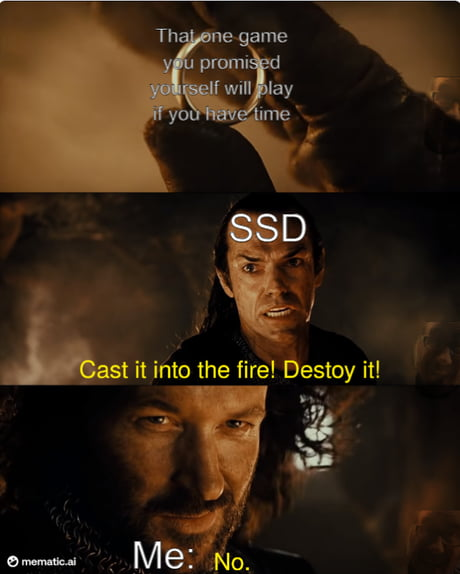 That one game
you promised
yourself will play
if you have time
SSD
Cast it into the fire! Destoy it!
Me: No.
mematic.ai